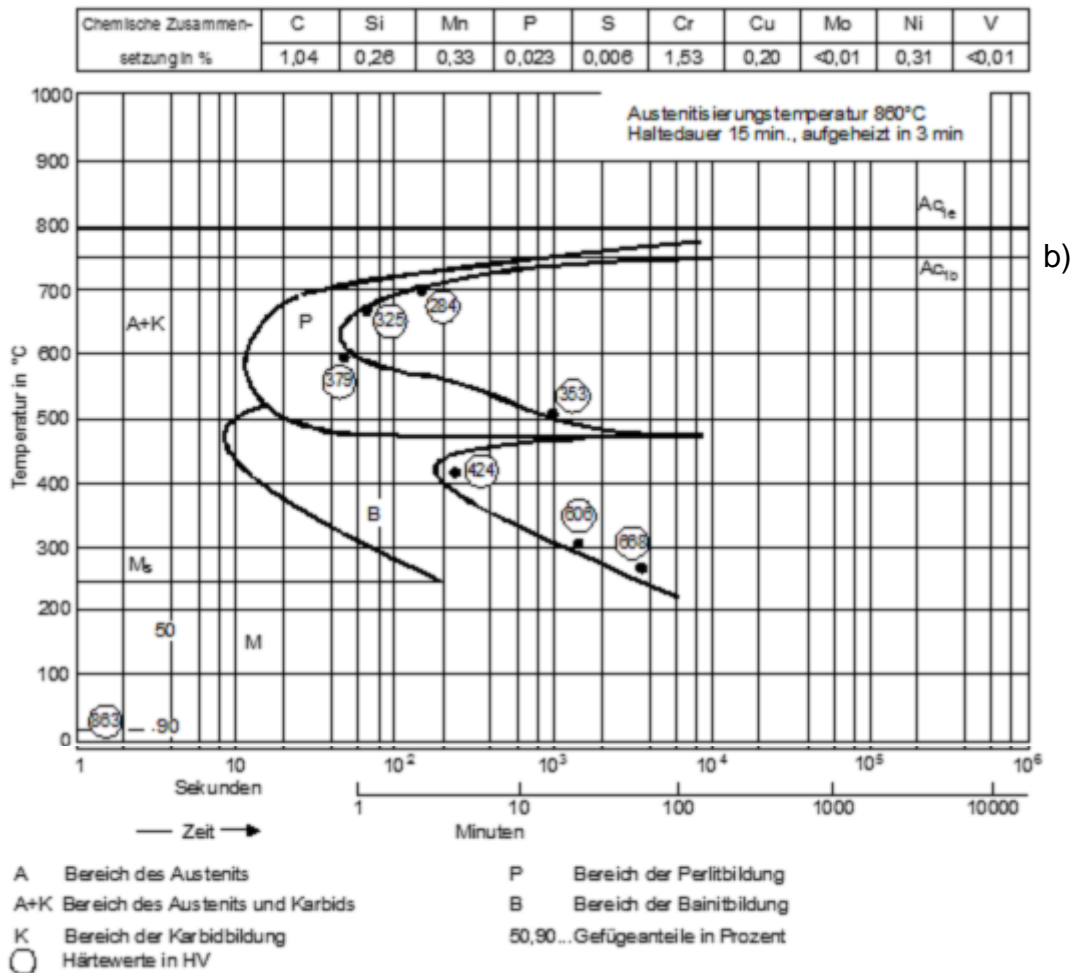 Chemische Zusammen- C Si Mn P S Cr Cu Mo Ni V
setzung in % 1,04 0,26 0,33 0,023 0,006 1,53 0,20 <0,01 0,31 <0,01
1000
Austenitisierungstemperatur 860°C
Haltedauer 15 min., aufgeheizt in 3 min
900
Ac1e
800
b)
Ac1b
700
284
A+K P 325
600
379
353
500
424
400
B 606
668
300
Ms
200
50 M
100
863 90
0
Temperatur in °C
1 10 10² 10³ 10⁴ 10⁵ 10⁶
Sekunden
1 10 100 1000 10000
Zeit Minuten
A Bereich des Austenits P Bereich der Perlitbildung
A+K Bereich des Austenits und Karbids B Bereich der Bainitbildung
K Bereich der Karbidbildung 50,90...Gefügeanteile in Prozent
Härtewerte in HV